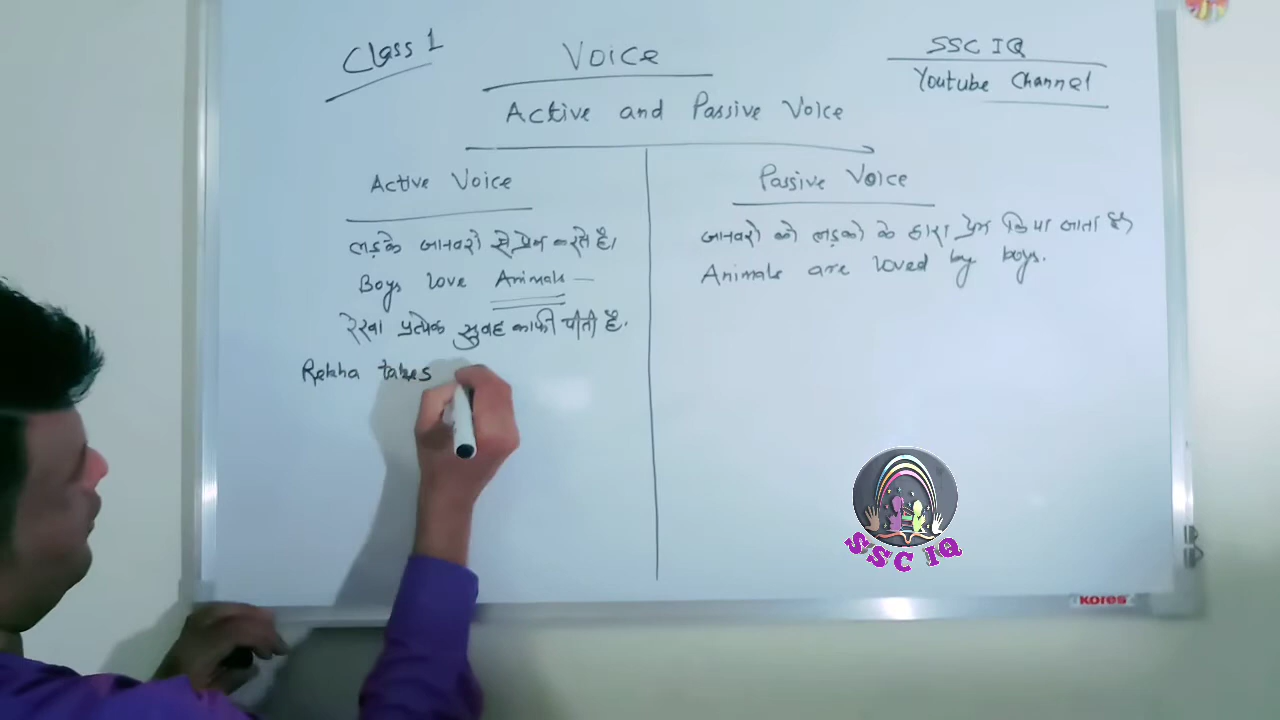 Class 1
Voice
SSC IQ
Youtube Channel
Active and Passive Voice
Active Voice
लड़के जानवरो से प्रेम करते है।
Boys love Animals
रेखा प्रत्येक सुबह काफी पीती है.
Rekha takes
Passive Voice
जानवरो को लड़को के द्वारा प्रेम किया जाता है
Animals are loved by boys.
SSC IQ
KORES